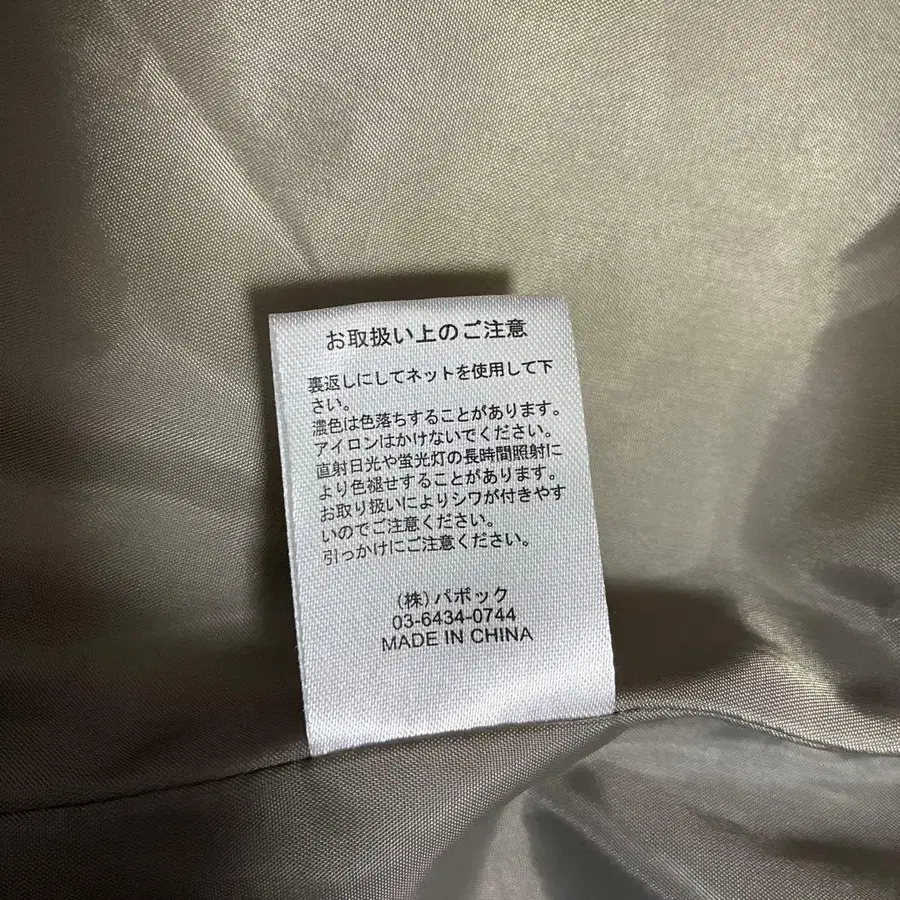 お取扱い上のご注意
裏返しにしてネットを使用して下
さい。
濃色は色落ちすることがあります。
アイロンはかけないでください。
直射日光や蛍光灯の長時間照射に
より色褪せすることがあります。
お取り扱いによりシワが付きやす
いのでご注意ください。
引っかけにご注意ください。
(株)パボック
03-6434-0744
MADE IN CHINA